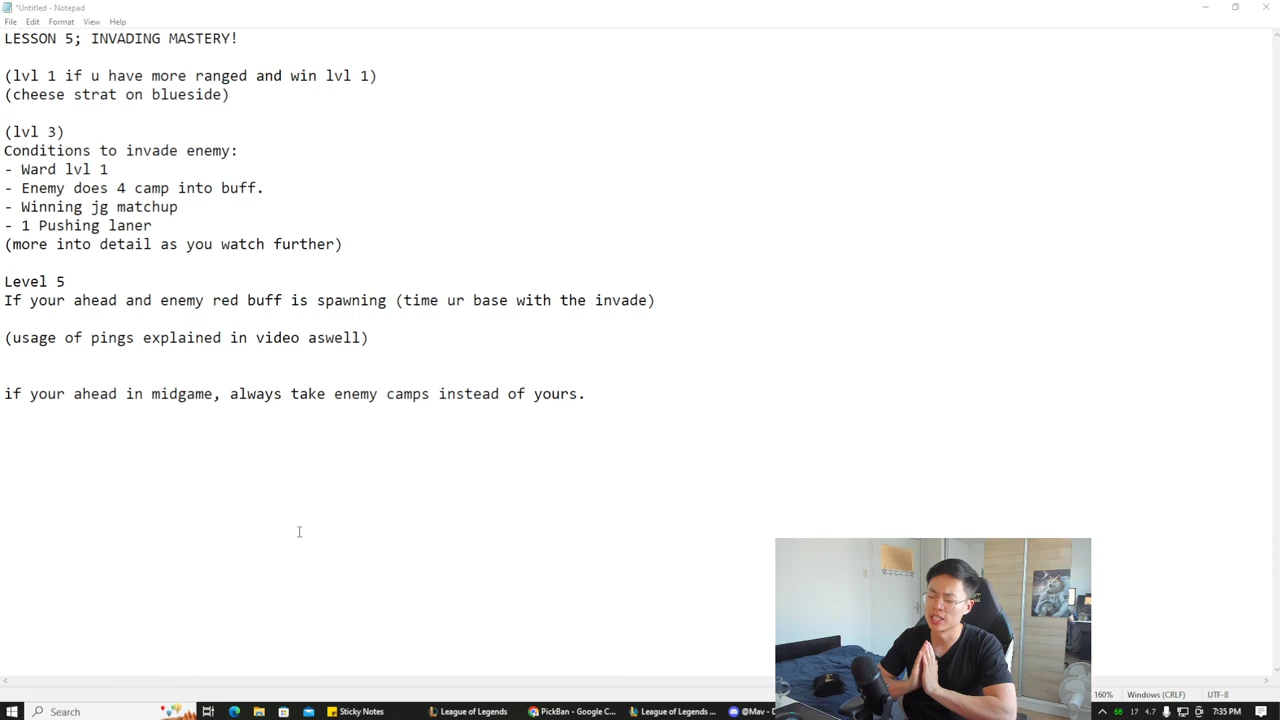 *Untitled - Notepad
File Edit Format View Help
LESSON 5; INVADING MASTERY!
(lvl 1 if u have more ranged and win lvl 1)
(cheese strat on blueside)
(lvl 3)
Conditions to invade enemy:
- Ward lvl 1
- Enemy does 4 camp into buff.
- Winning jg matchup
- 1 Pushing laner
(more into detail as you watch further)
Level 5
If your ahead and enemy red buff is spawning (time ur base with the invade)
(usage of pings explained in video aswell)
if your ahead in midgame, always take enemy camps instead of yours.
160% Windows (CRLF) UTF-8
Search Sticky Notes League of Legends PickBan - Google C... League of Legends ... @Mav - D 68 17 4.7 7:35 PM